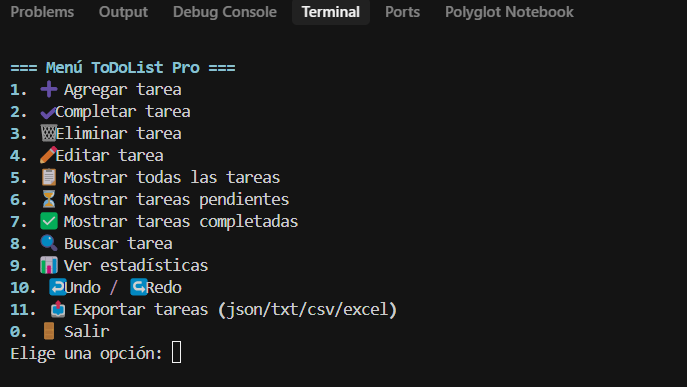 Problems Output Debug Console Terminal Ports Polyglot Notebook
=== Menú ToDoList Pro ===
1. ➕ Agregar tarea
2. ✔️Completar tarea
3. 🗑️Eliminar tarea
4. ✏️Editar tarea
5. 📋 Mostrar todas las tareas
6. ⏳ Mostrar tareas pendientes
7. ✅ Mostrar tareas completadas
8. 🔍 Buscar tarea
9. 📊 Ver estadísticas
10. ↩️Undo / ↪️Redo
11. 📤 Exportar tareas (json/txt/csv/excel)
0. 🚪 Salir
Elige una opción: